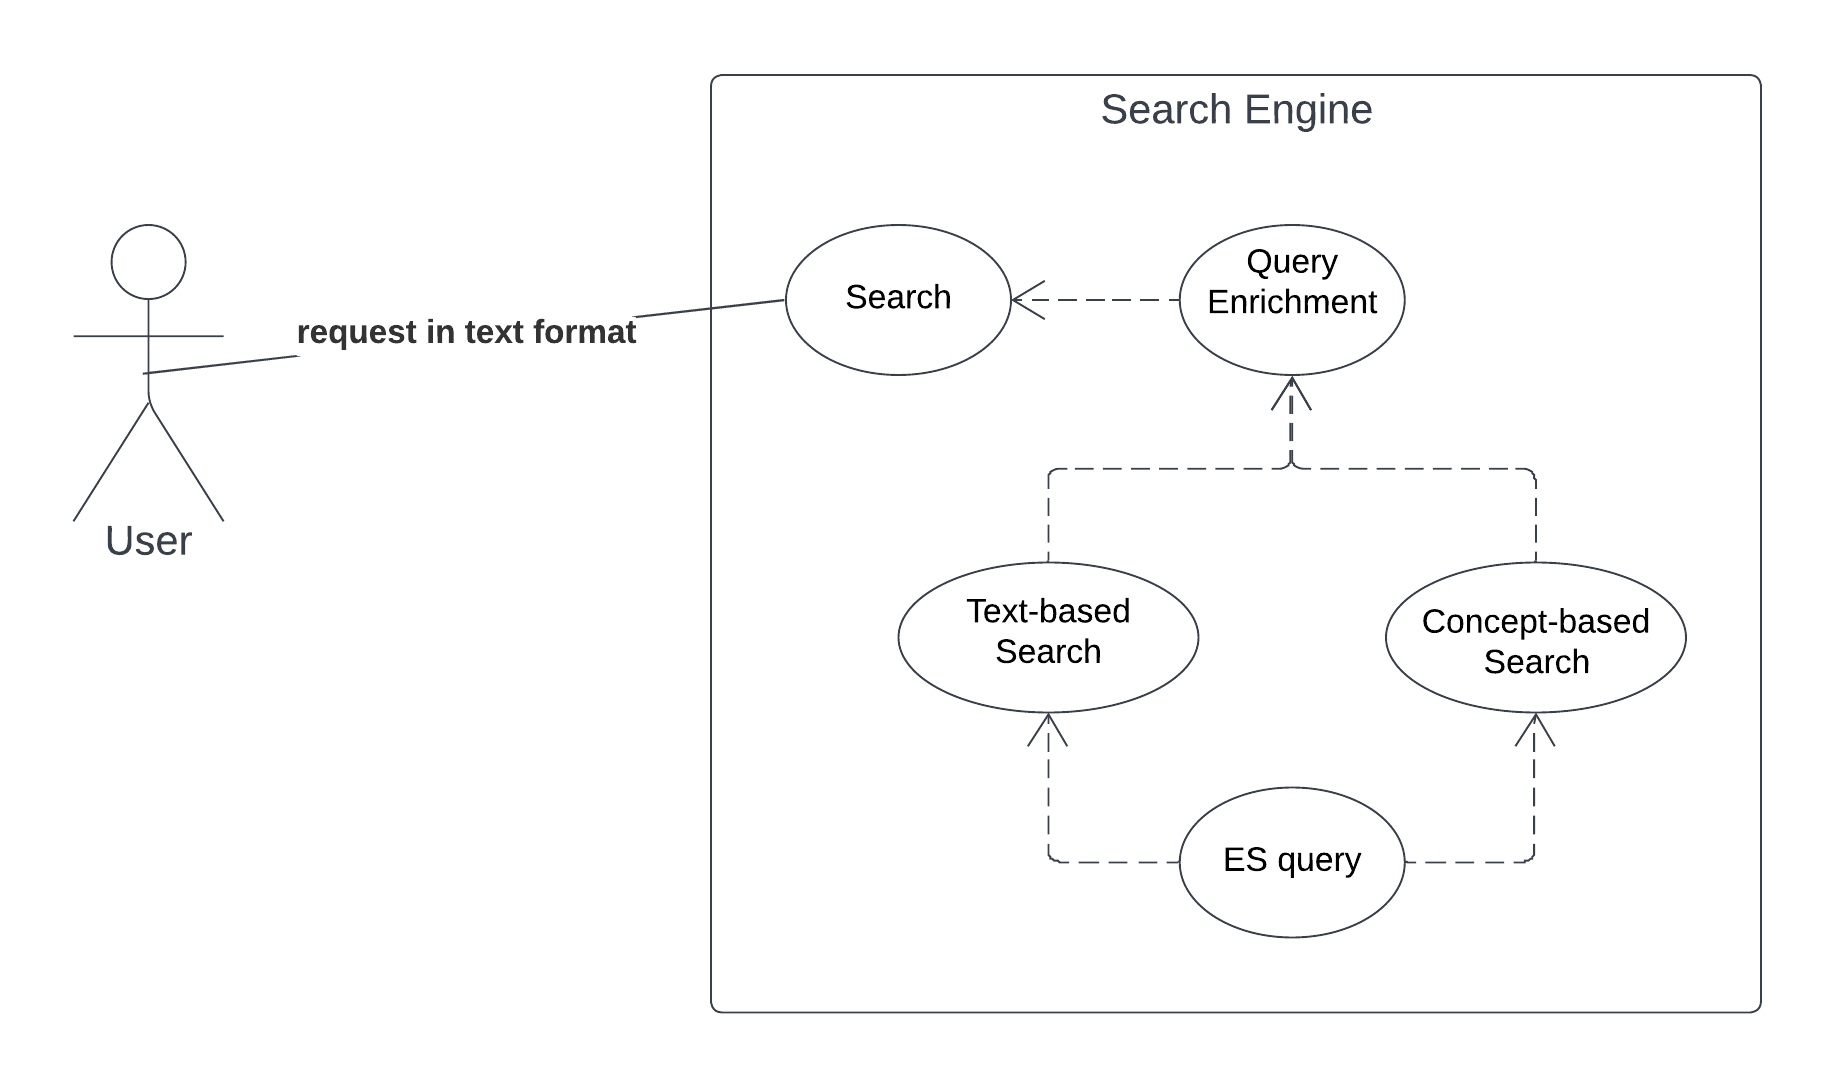 Search Engine
Search
Query
Enrichment
request in text format
User
Text-based
Search
Concept-based
Search
ES query